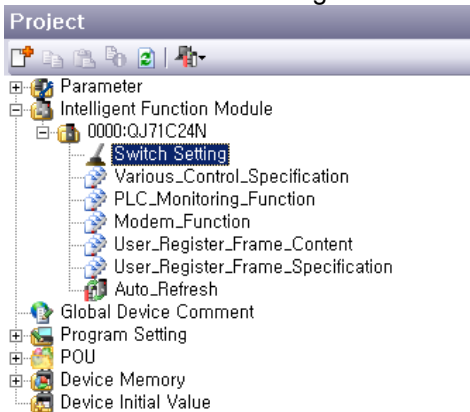 Project
Parameter
Intelligent Function Module
0000:QJ71C24N
Switch Setting
Various_Control_Specification
PLC_Monitoring_Function
Modem_Function
User_Register_Frame_Content
User_Register_Frame_Specification
Auto_Refresh
Global Device Comment
Program Setting
POU
Device Memory
Device Initial Value